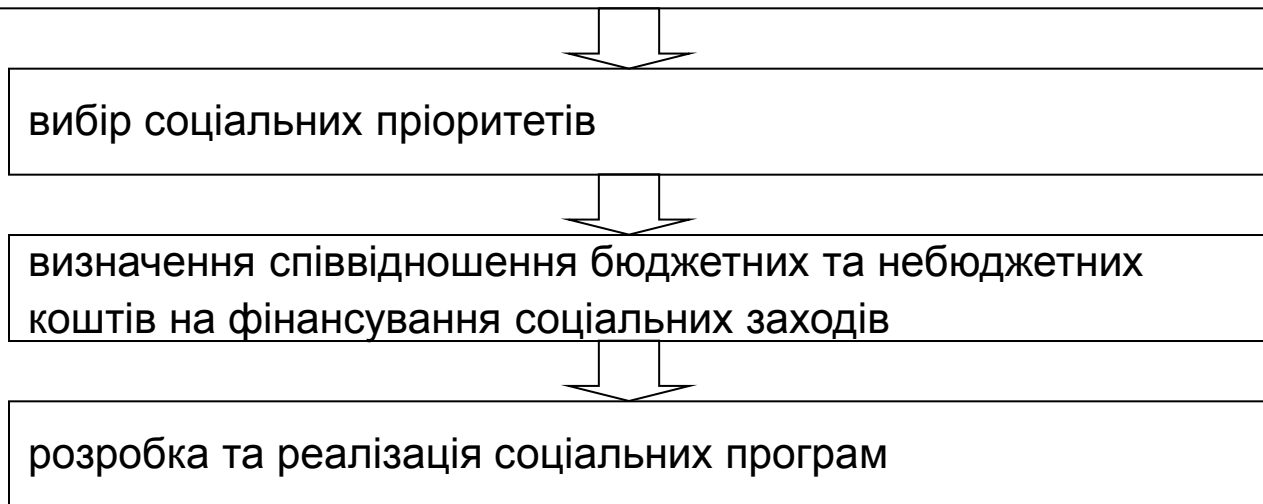 вибір соціальних пріоритетів
визначення співвідношення бюджетних та небюджетних
коштів на фінансування соціальних заходів
розробка та реалізація соціальних програм